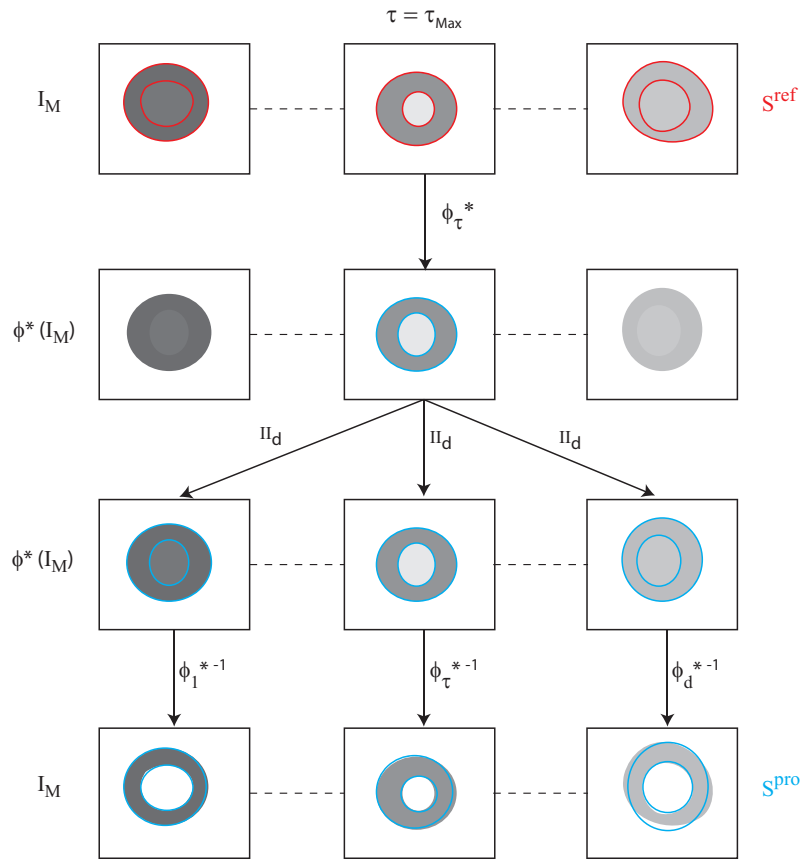 τ = τ_Max
I_M S^ref
ϕ_τ*
ϕ* (I_M)
II_d II_d II_d
ϕ* (I_M)
ϕ_1* -1 ϕ_τ* -1 ϕ_d* -1
I_M S^pro